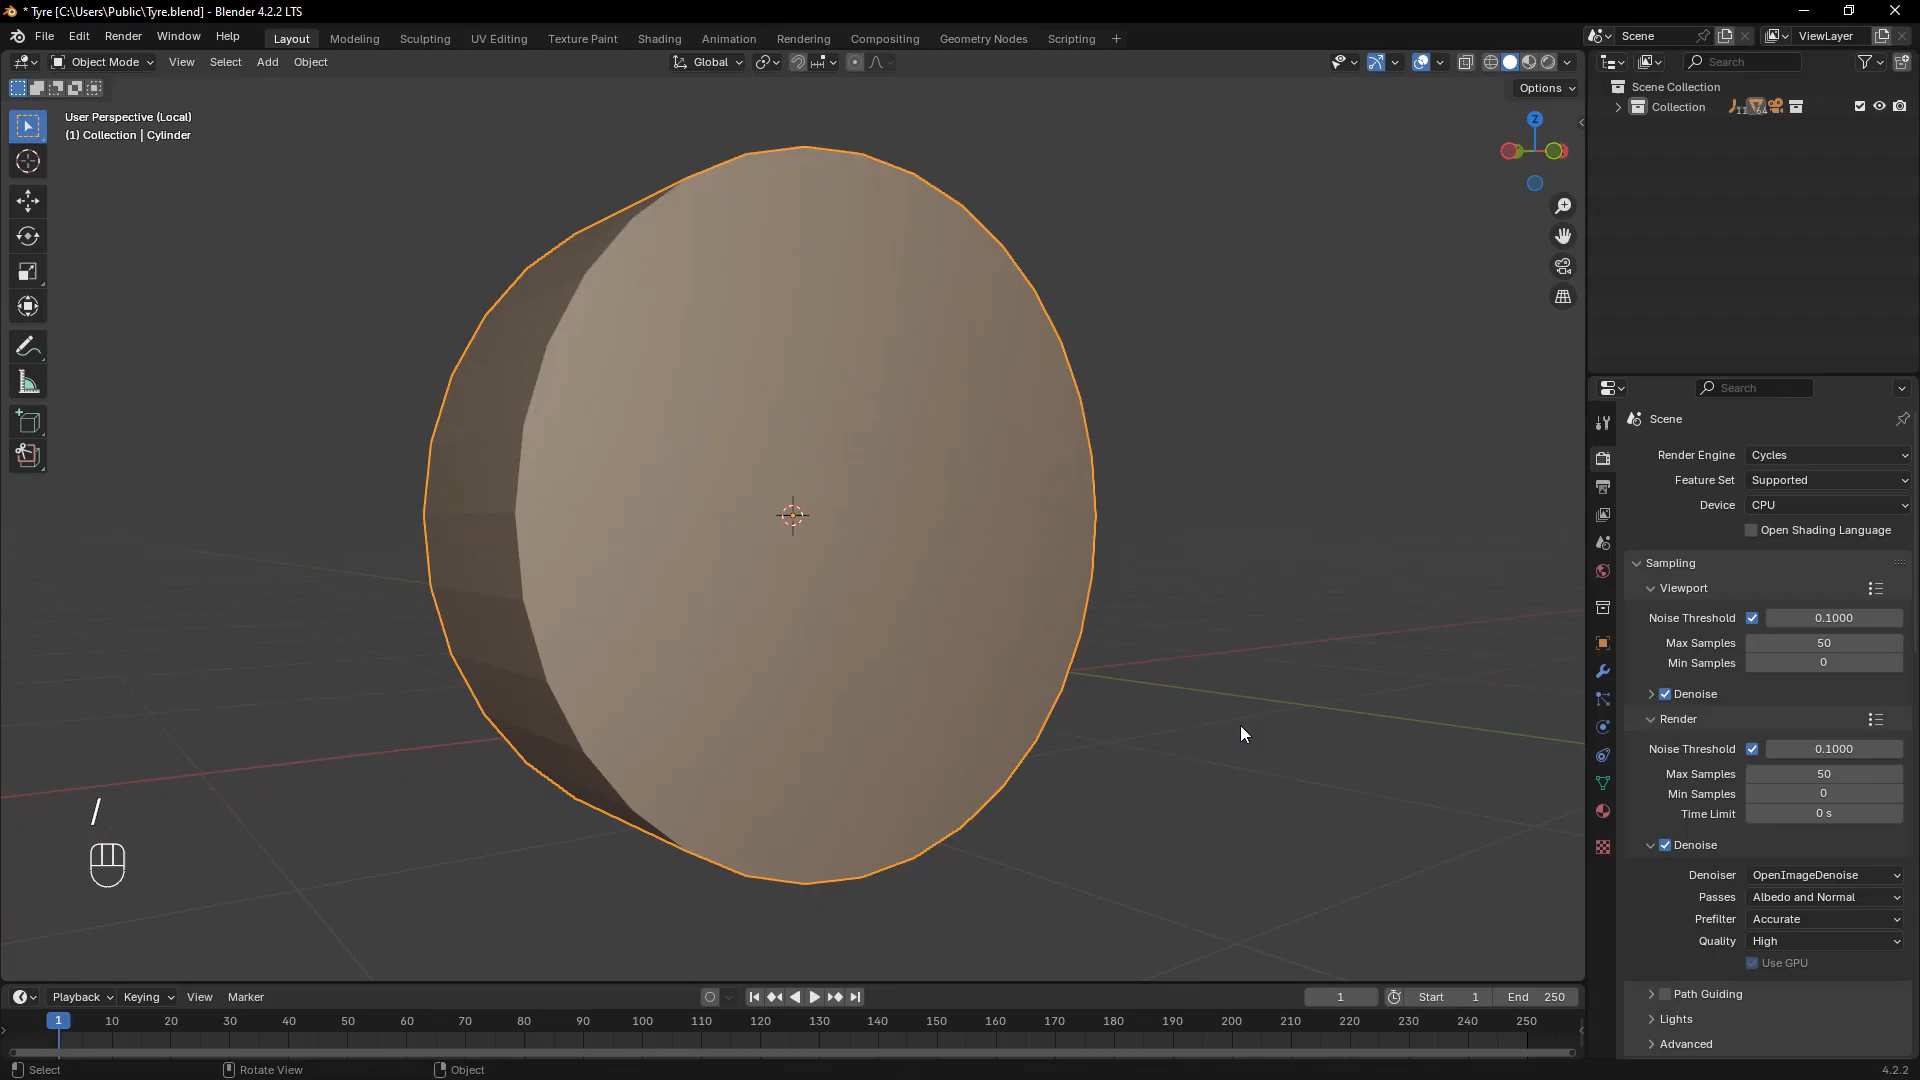 * Tyre [C:\Users\Public\Tyre.blend] - Blender 4.2.2 LTS
File Edit Render Window Help
Layout Modeling Sculpting UV Editing Texture Paint Shading Animation Rendering Compositing Geometry Nodes Scripting +
Scene
ViewLayer
Object Mode View Select Add Object
Global
Search
Options
User Perspective (Local)
(1) Collection | Cylinder
Z
Scene Collection
Collection
Search
Scene
Render Engine Cycles
Feature Set Supported
Device CPU
Open Shading Language
Sampling
Viewport
Noise Threshold 0.1000
Max Samples 50
Min Samples 0
Denoise
Render
Noise Threshold 0.1000
Max Samples 50
Min Samples 0
Time Limit 0 s
Denoise
Denoiser OpenImageDenoise
Passes Albedo and Normal
Prefilter Accurate
Quality High
Use GPU
Path Guiding
Lights
Advanced
/
Playback Keying View Marker
1 Start 1 End 250
1 10 20 30 40 50 60 70 80 90 100 110 120 130 140 150 160 170 180 190 200 210 220 230 240 250
Select Rotate View Object
4.2.2